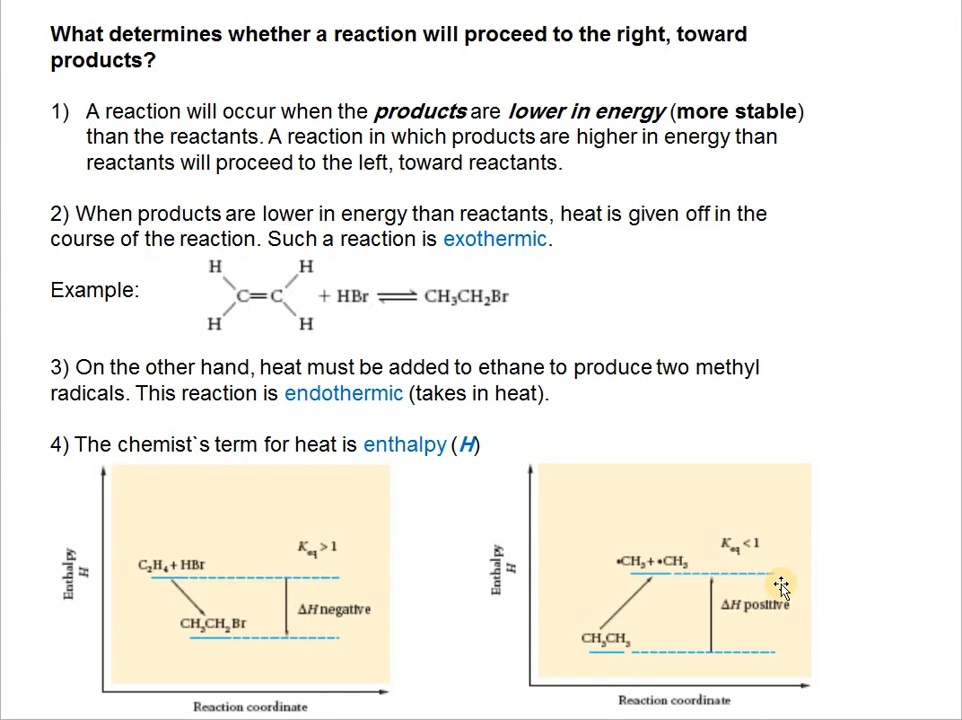 What determines whether a reaction will proceed to the right, toward
products?
1) A reaction will occur when the products are lower in energy (more stable)
than the reactants. A reaction in which products are higher in energy than
reactants will proceed to the left, toward reactants.
2) When products are lower in energy than reactants, heat is given off in the
course of the reaction. Such a reaction is exothermic.
H H
Example:
C=C + HBr ⇌ CH₃CH₂Br
H H
3) On the other hand, heat must be added to ethane to produce two methyl
radicals. This reaction is endothermic (takes in heat).
4) The chemist`s term for heat is enthalpy (H)
Enthalpy
H
Keq > 1
C₂H₄ + HBr
ΔH negative
CH₃CH₂Br
Reaction coordinate
Enthalpy
H
Keq < 1
•CH₃ + •CH₃
ΔH positive
CH₃CH₃
Reaction coordinate